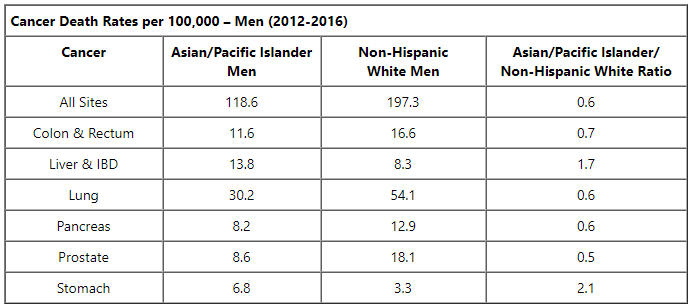 Cancer Death Rates per 100,000 – Men (2012-2016)
Cancer Asian/Pacific Islander Non-Hispanic Asian/Pacific Islander/
Men White Men Non-Hispanic White Ratio
All Sites 118.6 197.3 0.6
Colon & Rectum 11.6 16.6 0.7
Liver & IBD 13.8 8.3 1.7
Lung 30.2 54.1 0.6
Pancreas 8.2 12.9 0.6
Prostate 8.6 18.1 0.5
Stomach 6.8 3.3 2.1